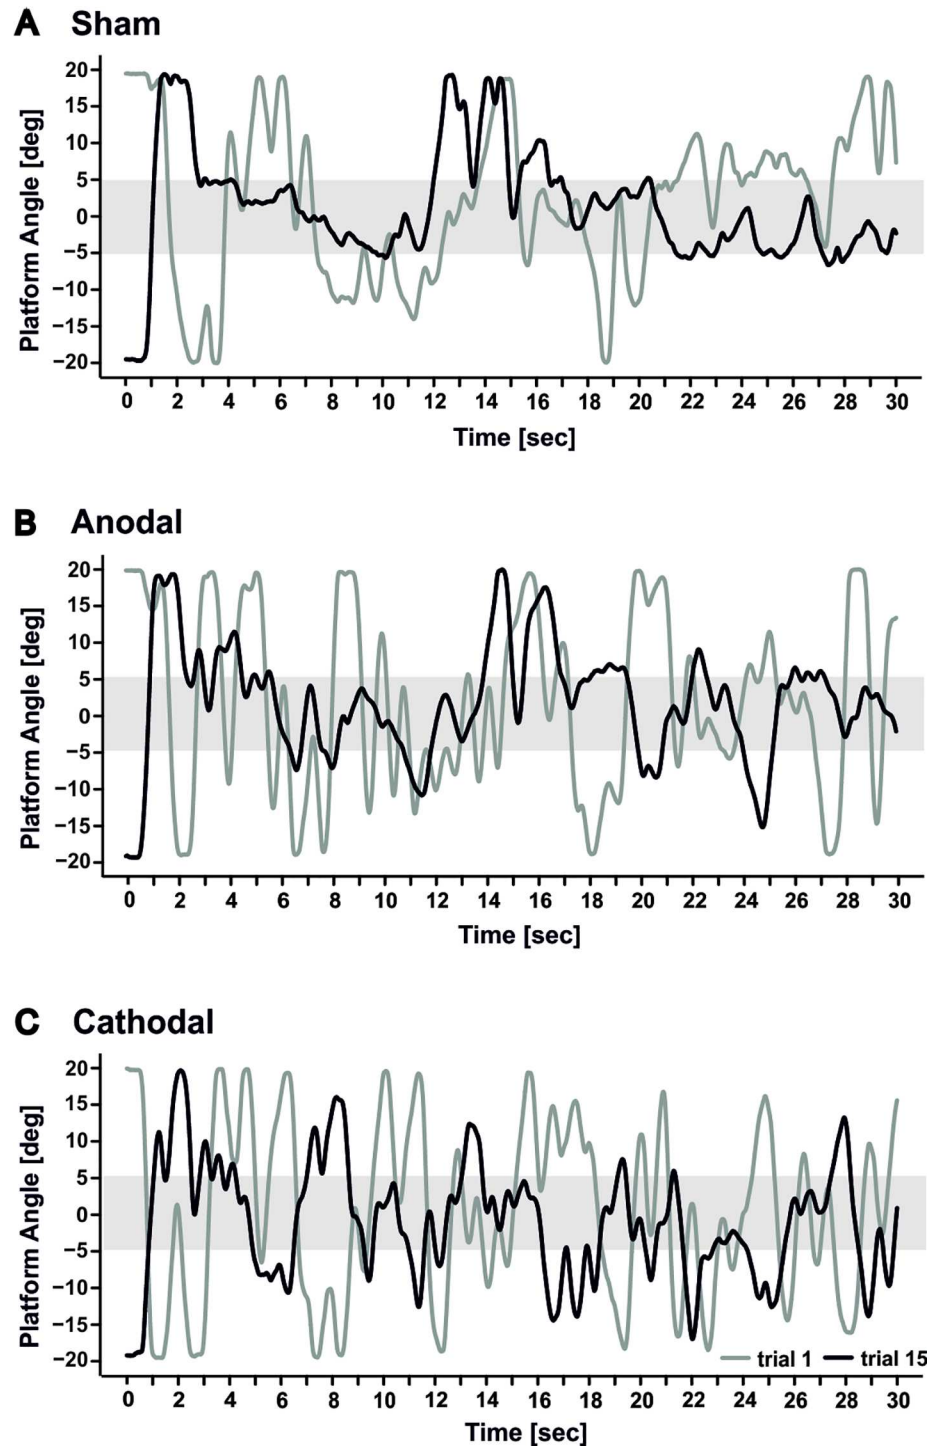 A Sham
Platform Angle [deg]
20
15
10
5
0
−5
−10
−15
−20
0 2 4 6 8 10 12 14 16 18 20 22 24 26 28 30
Time [sec]
B Anodal
Platform Angle [deg]
20
15
10
5
0
−5
−10
−15
−20
0 2 4 6 8 10 12 14 16 18 20 22 24 26 28 30
Time [sec]
C Cathodal
Platform Angle [deg]
20
15
10
5
0
−5
−10
−15
−20
trial 1 trial 15
0 2 4 6 8 10 12 14 16 18 20 22 24 26 28 30
Time [sec]